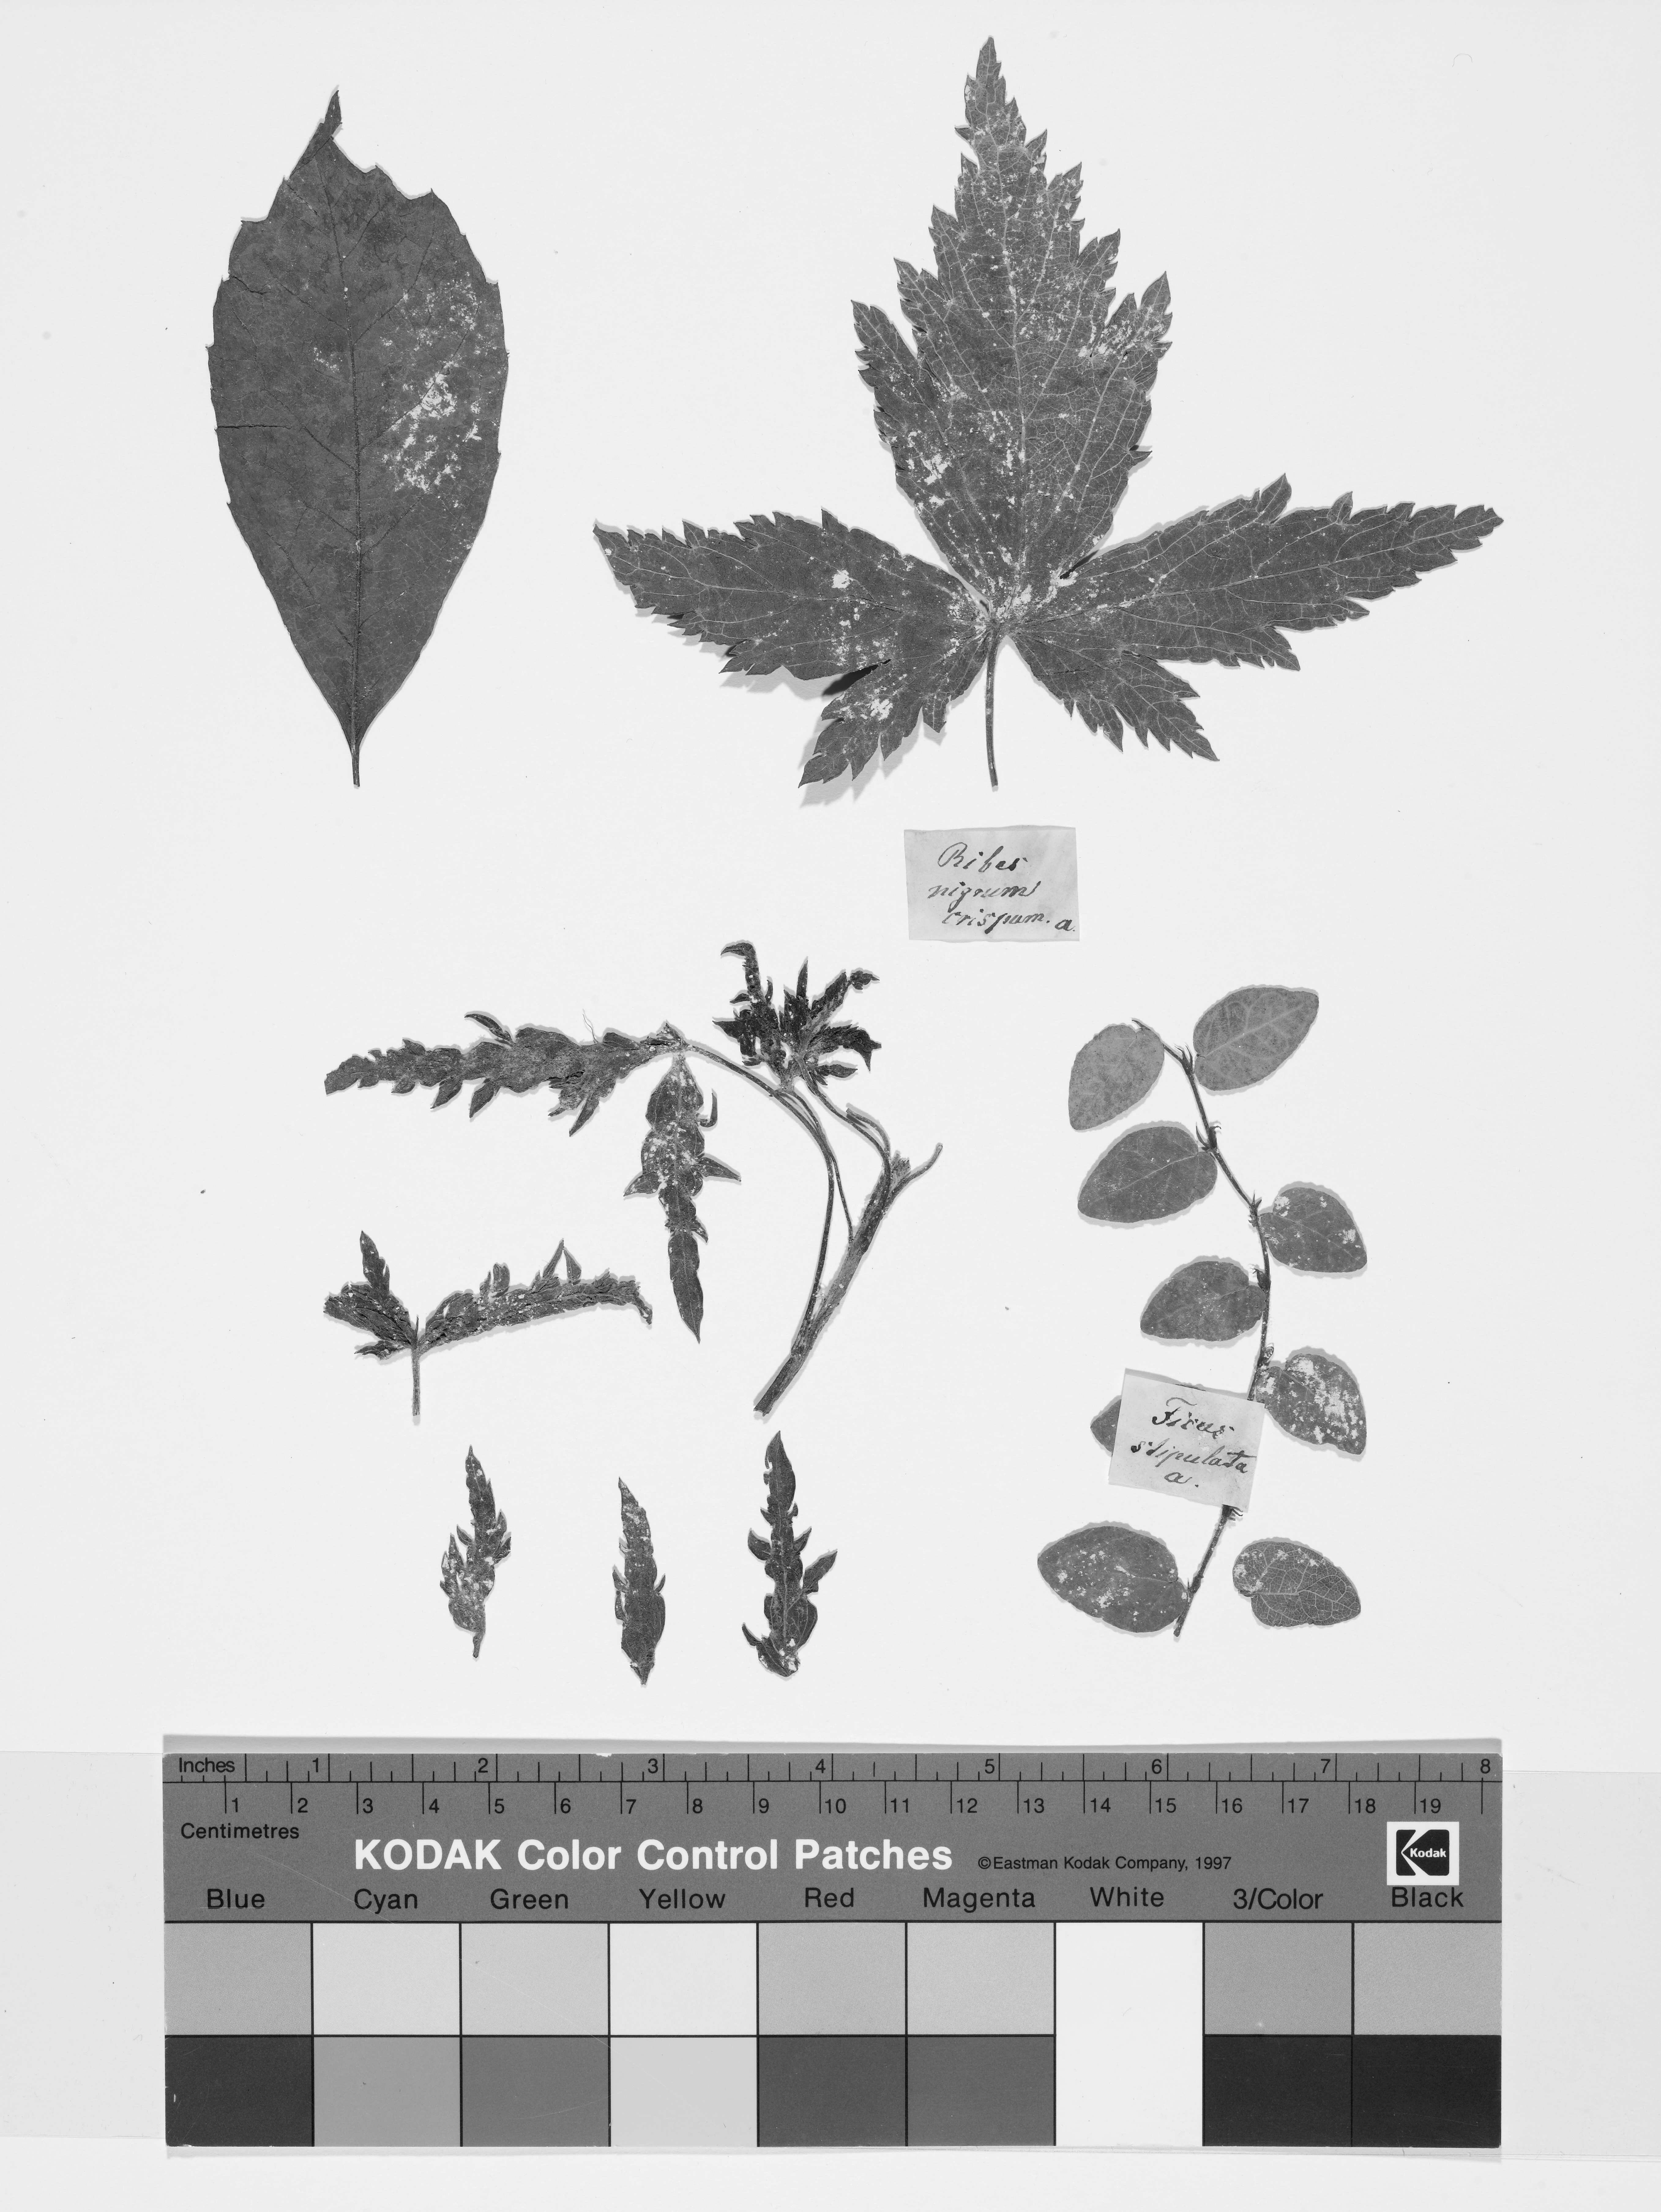 Ribes
nigrum
crispum. a.
Ficus
stipulata
a.
Inches 1 2 3 4 5 6 7 8
1 2 3 4 5 6 7 8 9 10 11 12 13 14 15 16 17 18 19
Centimetres
KODAK Color Control Patches ©Eastman Kodak Company, 1997 Kodak
Blue Cyan Green Yellow Red Magenta White 3/Color Black